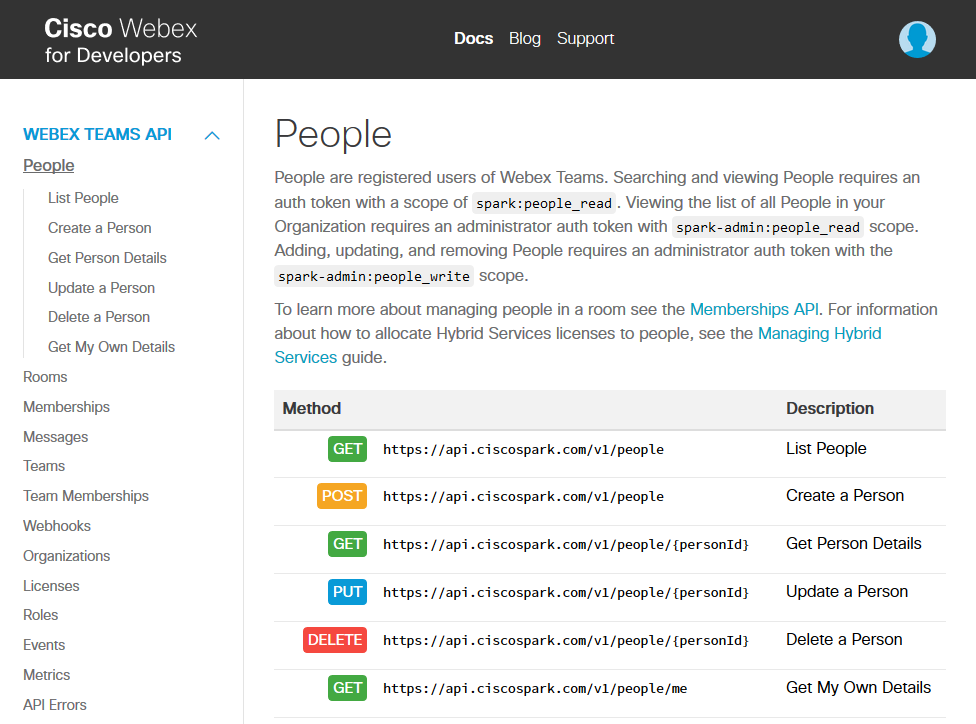 Cisco Webex
for Developers
Docs Blog Support
WEBEX TEAMS API
People
List People
Create a Person
Get Person Details
Update a Person
Delete a Person
Get My Own Details
Rooms
Memberships
Messages
Teams
Team Memberships
Webhooks
Organizations
Licenses
Roles
Events
Metrics
API Errors
People
People are registered users of Webex Teams. Searching and viewing People requires an
auth token with a scope of spark:people_read . Viewing the list of all People in your
Organization requires an administrator auth token with spark-admin:people_read scope.
Adding, updating, and removing People requires an administrator auth token with the
spark-admin:people_write scope.
To learn more about managing people in a room see the Memberships API. For information
about how to allocate Hybrid Services licenses to people, see the Managing Hybrid
Services guide.
Method Description
GET https://api.ciscospark.com/v1/people List People
POST https://api.ciscospark.com/v1/people Create a Person
GET https://api.ciscospark.com/v1/people/{personId} Get Person Details
PUT https://api.ciscospark.com/v1/people/{personId} Update a Person
DELETE https://api.ciscospark.com/v1/people/{personId} Delete a Person
GET https://api.ciscospark.com/v1/people/me Get My Own Details